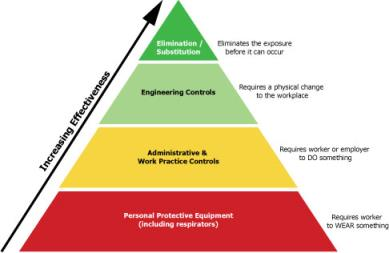 Increasing Effectiveness
Elimination /
Substitution
Eliminates the exposure
before it can occur
Engineering Controls
Requires a physical change
to the workplace
Administrative &
Work Practice Controls
Requires worker or employer
to DO something
Personal Protective Equipment
(including respirators)
Requires worker
to WEAR something